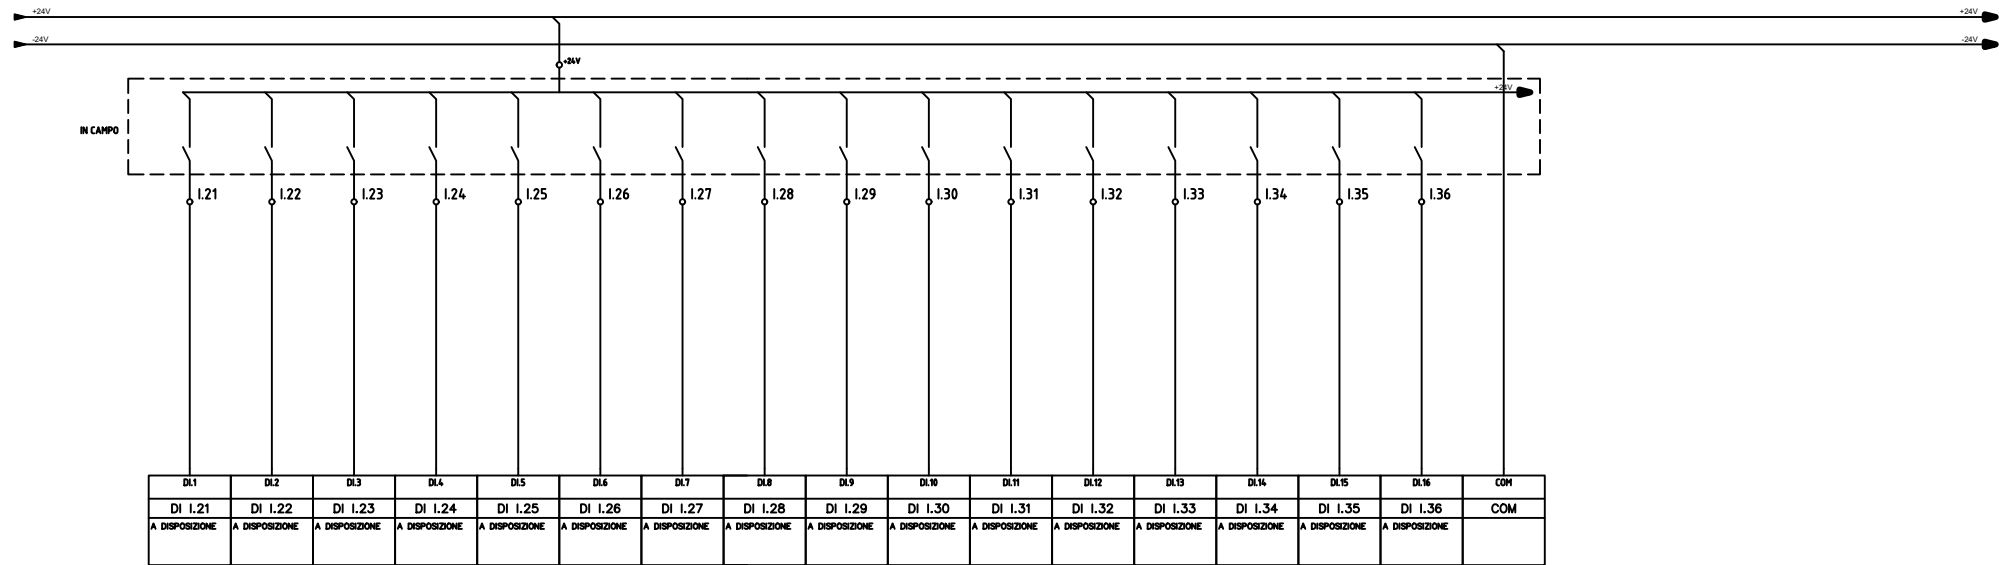 +24V +24V
-24V -24V
+24V
+24V
IN CAMPO
I.21 I.22 I.23 I.24 I.25 I.26 I.27 I.28 I.29 I.30 I.31 I.32 I.33 I.34 I.35 I.36
DI.1 DI.2 DI.3 DI.4 DI.5 DI.6 DI.7 DI.8 DI.9 DI.10 DI.11 DI.12 DI.13 DI.14 DI.15 DI.16 COM
DI I.21 DI I.22 DI I.23 DI I.24 DI I.25 DI I.26 DI I.27 DI I.28 DI I.29 DI I.30 DI I.31 DI I.32 DI I.33 DI I.34 DI I.35 DI I.36 COM
A DISPOSIZIONE A DISPOSIZIONE A DISPOSIZIONE A DISPOSIZIONE A DISPOSIZIONE A DISPOSIZIONE A DISPOSIZIONE A DISPOSIZIONE A DISPOSIZIONE A DISPOSIZIONE A DISPOSIZIONE A DISPOSIZIONE A DISPOSIZIONE A DISPOSIZIONE A DISPOSIZIONE A DISPOSIZIONE